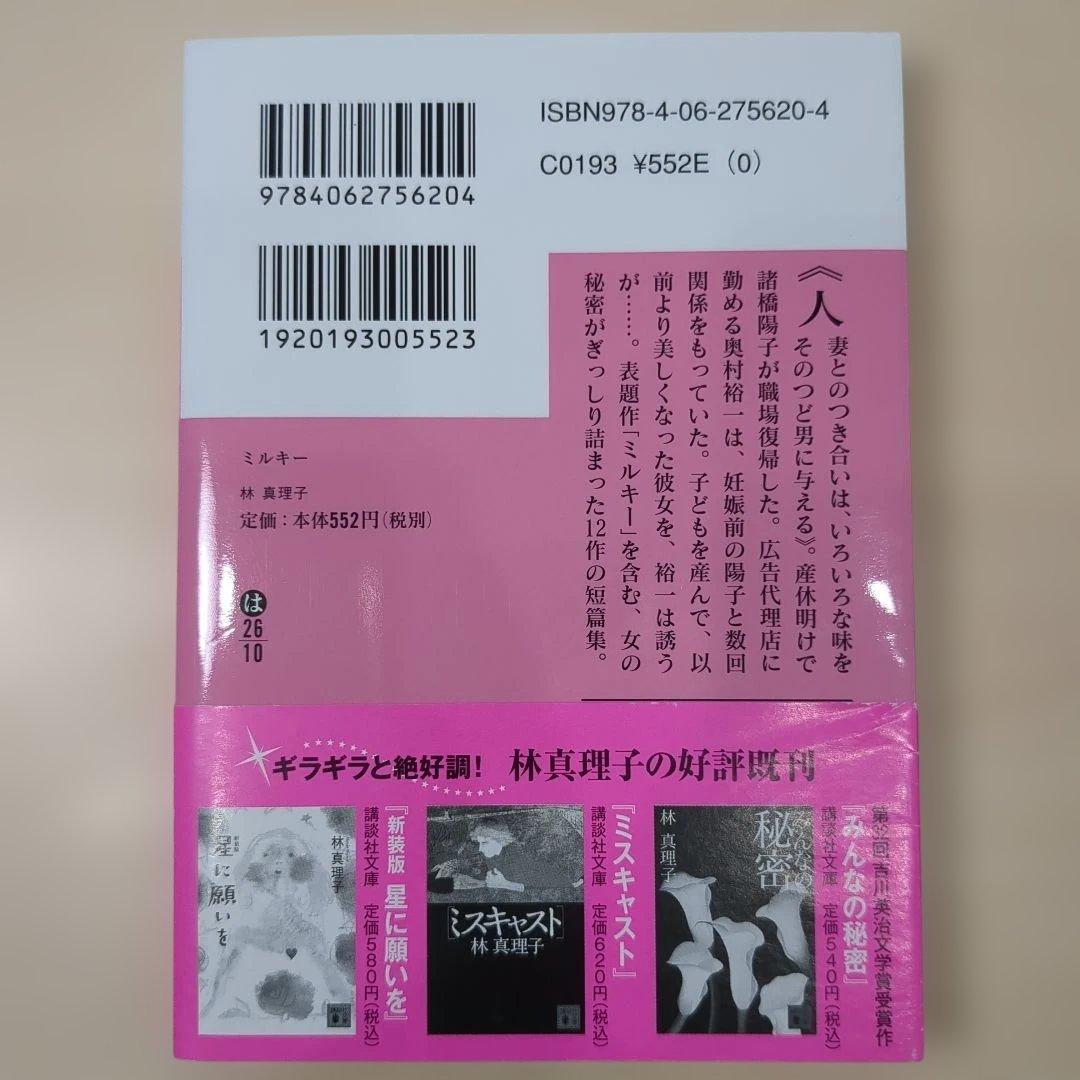 9784062756204
1920193005523
ISBN978-4-06-275620-4
C0193 ¥552E (0)
《人妻とのつき合いは、いろいろな味を
そのつど男に与える》。産休明けで
諸橋陽子が職場復帰した。広告代理店に
勤める奥村裕一は、妊娠前の陽子と数回
関係をもっていた。子どもを産んで、以
前より美しくなった彼女を、裕一は誘う
が……。表題作「ミルキー」を含む、女の
秘密がぎっしり詰まった12作の短篇集。
ミルキー
林 真理子
定価:本体552円(税別)
は
26
10
ギラギラと絶好調! 林真理子の好評既刊
第32回吉川英治文学賞受賞作
『みんなの秘密』
講談社文庫 定価540円(税込)
みんなの
秘密
林 真理子
『ミスキャスト』
講談社文庫 定価620円(税込)
[ミスキャスト]
林 真理子
『新装版 星に願いを』
講談社文庫 定価580円(税込)
新装版
星に願いを
林 真理子